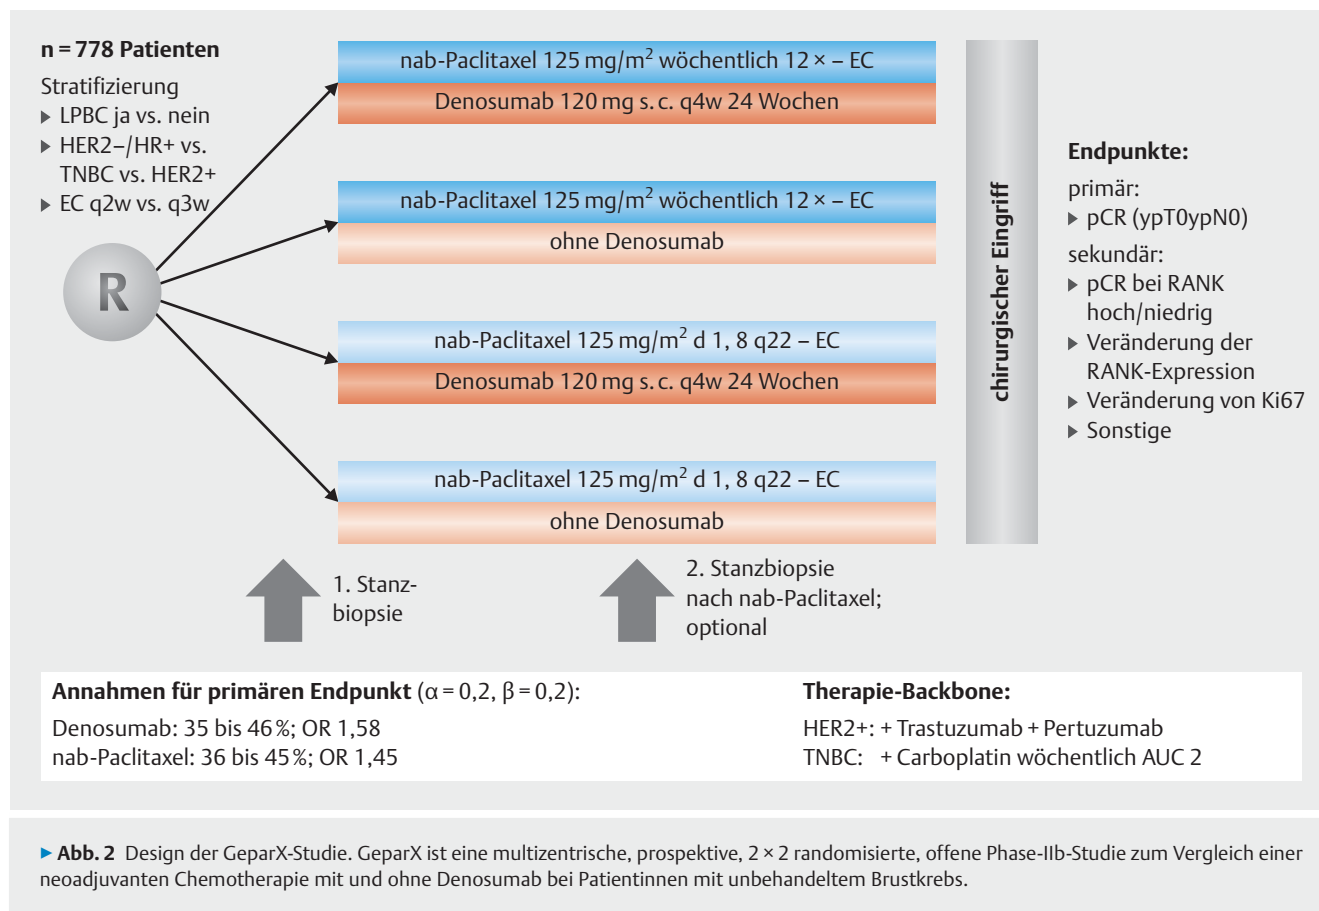 n = 778 Patienten
Stratifizierung
▶ LPBC ja vs. nein
▶ HER2–/HR+ vs.
TNBC vs. HER2+
▶ EC q2w vs. q3w
R
nab-Paclitaxel 125 mg/m² wöchentlich 12 × – EC
Denosumab 120 mg s. c. q4w 24 Wochen
nab-Paclitaxel 125 mg/m² wöchentlich 12 × – EC
ohne Denosumab
nab-Paclitaxel 125 mg/m² d 1, 8 q22 – EC
Denosumab 120 mg s. c. q4w 24 Wochen
nab-Paclitaxel 125 mg/m² d 1, 8 q22 – EC
ohne Denosumab
chirurgischer Eingriff
Endpunkte:
primär:
▶ pCR (ypT0ypN0)
sekundär:
▶ pCR bei RANK
hoch/niedrig
▶ Veränderung der
RANK-Expression
▶ Veränderung von Ki67
▶ Sonstige
1. Stanz-
biopsie
2. Stanzbiopsie
nach nab-Paclitaxel;
optional
Annahmen für primären Endpunkt (α = 0,2, β = 0,2):
Denosumab: 35 bis 46 %; OR 1,58
nab-Paclitaxel: 36 bis 45 %; OR 1,45
Therapie-Backbone:
HER2+: + Trastuzumab + Pertuzumab
TNBC: + Carboplatin wöchentlich AUC 2
▶ Abb. 2 Design der GeparX-Studie. GeparX ist eine multizentrische, prospektive, 2 × 2 randomisierte, offene Phase-IIb-Studie zum Vergleich einer
neoadjuvanten Chemotherapie mit und ohne Denosumab bei Patientinnen mit unbehandeltem Brustkrebs.